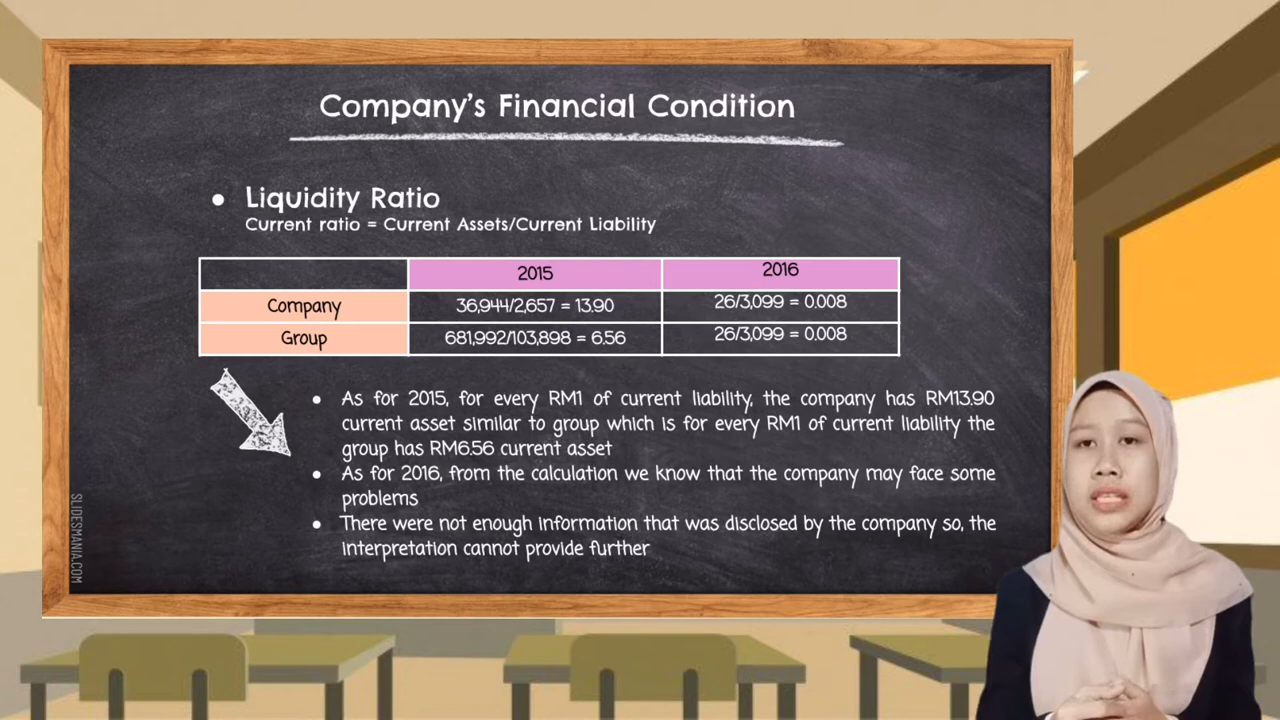 Company's Financial Condition
● Liquidity Ratio
Current ratio = Current Assets/Current Liability
2015 2016
Company 36,944/2,657 = 13.90 26/3,099 = 0.008
Group 681,992/103,898 = 6.56 26/3,099 = 0.008
● As for 2015, for every RM1 of current liability, the company has RM13.90
current asset similar to group which is for every RM1 of current liability the
group has RM6.56 current asset
● As for 2016, from the calculation we know that the company may face some
problems
● There were not enough information that was disclosed by the company so, the
interpretation cannot provide further
SLIDESMANIA.COM